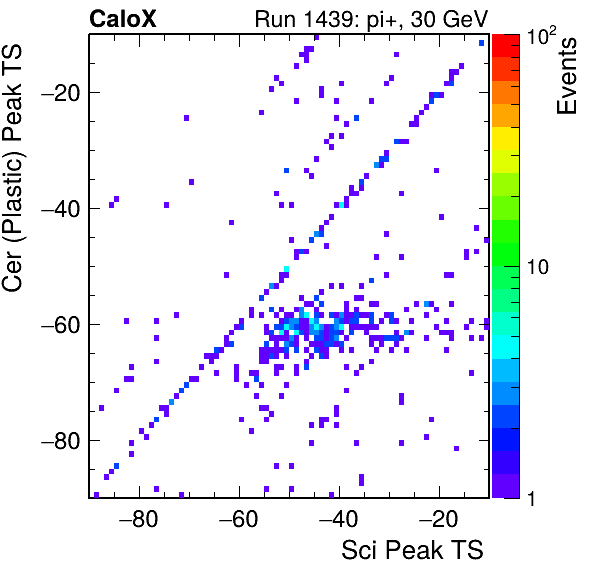 CaloX Run 1439: pi+, 30 GeV
Cer (Plastic) Peak TS
−20
−40
−60
−80
−80 −60 −40 −20
Sci Peak TS
10²
10
1
Events